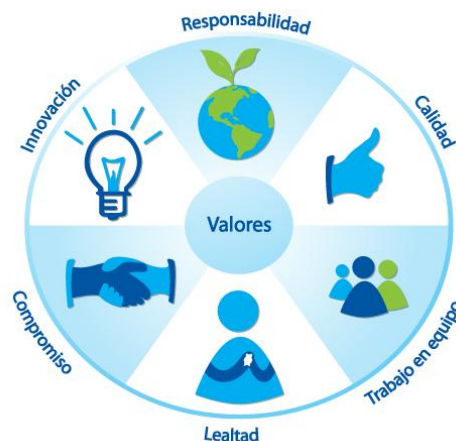 Responsabilidad
Calidad
Trabajo en equipo
Lealtad
Compromiso
Innovación
Valores